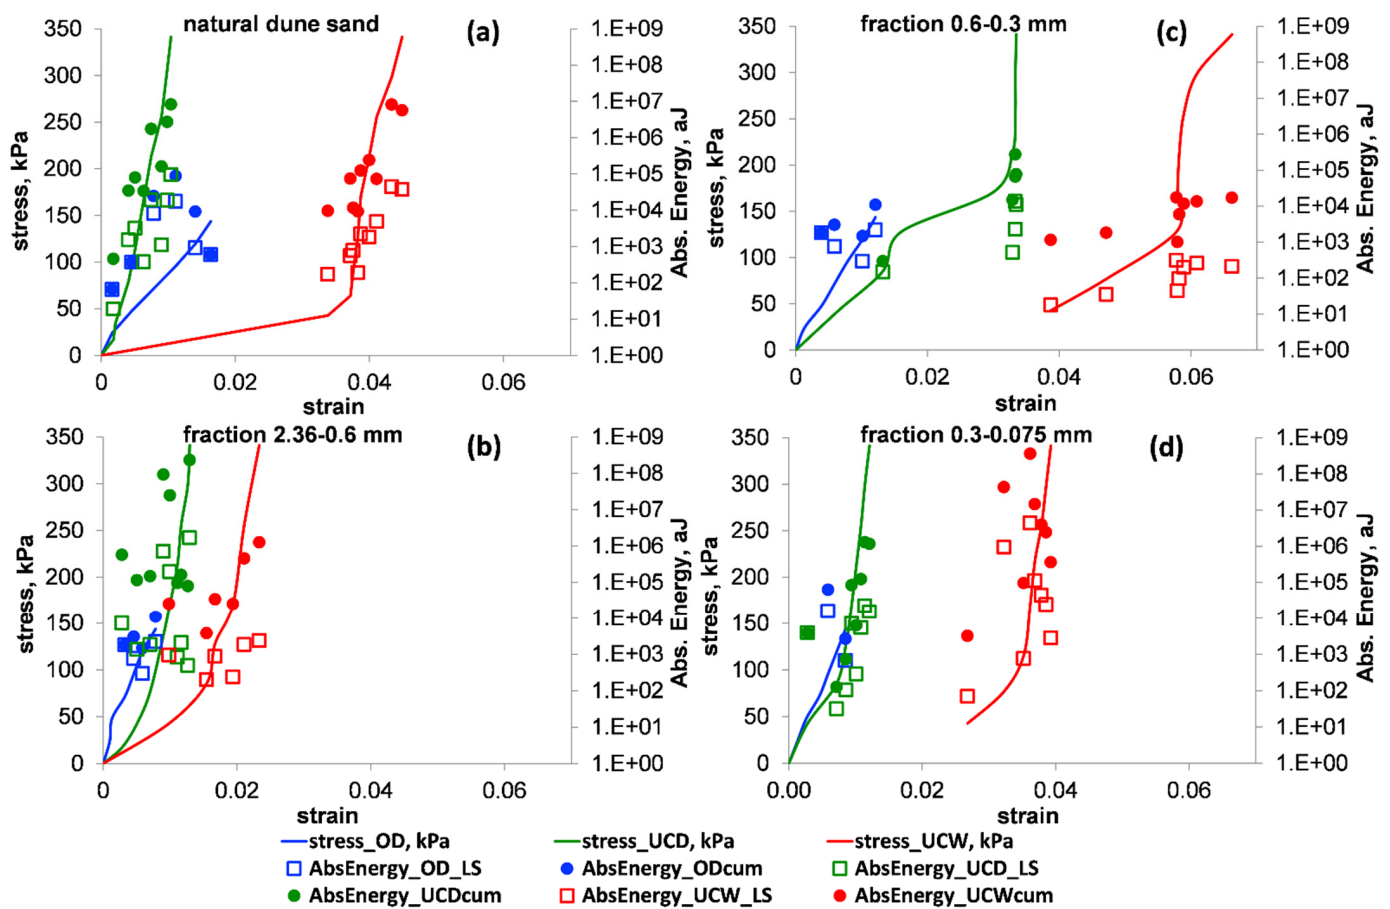 natural dune sand
(a)
350
300
250
200
150
100
50
0
stress, kPa
0
0.02
0.04
0.06
strain
1.E+09
1.E+08
1.E+07
1.E+06
1.E+05
1.E+04
1.E+03
1.E+02
1.E+01
1.E+00
Abs. Energy, aJ
fraction 0.6-0.3 mm
(c)
350
300
250
200
150
100
50
0
stress, kPa
0
0.02
0.04
0.06
strain
1.E+09
1.E+08
1.E+07
1.E+06
1.E+05
1.E+04
1.E+03
1.E+02
1.E+01
1.E+00
Abs. Energy, aJ
fraction 2.36-0.6 mm
(b)
350
300
250
200
150
100
50
0
stress, kPa
0
0.02
0.04
0.06
strain
1.E+09
1.E+08
1.E+07
1.E+06
1.E+05
1.E+04
1.E+03
1.E+02
1.E+01
1.E+00
Abs. Energy, aJ
fraction 0.3-0.075 mm
(d)
350
300
250
200
150
100
50
0
stress, kPa
0.00
0.02
0.04
0.06
strain
1.E+09
1.E+08
1.E+07
1.E+06
1.E+05
1.E+04
1.E+03
1.E+02
1.E+01
1.E+00
Abs. Energy, aJ
stress_OD, kPa
stress_UCD, kPa
stress_UCW, kPa
AbsEnergy_OD_LS
AbsEnergy_ODcum
AbsEnergy_UCD_LS
AbsEnergy_UCDcum
AbsEnergy_UCW_LS
AbsEnergy_UCWcum